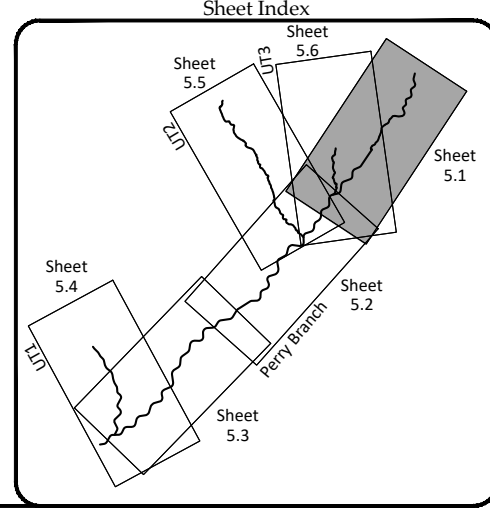 Sheet Index
Sheet
5.6
UT3
Sheet
5.5
UT2
Sheet
5.1
Sheet
5.2
Perry Branch
Sheet
5.4
UT1
Sheet
5.3